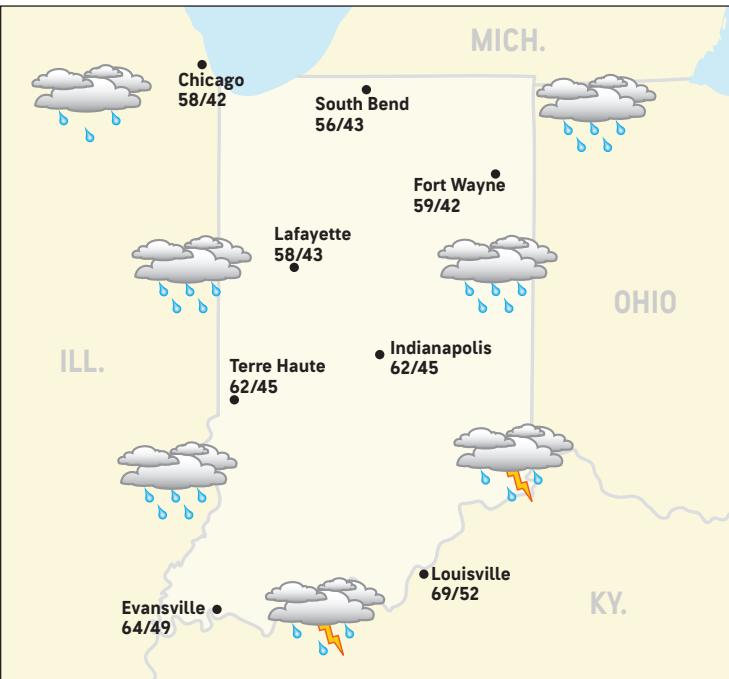 MICH.
Chicago
58/42
South Bend
56/43
Fort Wayne
59/42
Lafayette
58/43
OHIO
Indianapolis
62/45
ILL.
Terre Haute
62/45
Louisville
69/52
Evansville
64/49
KY.